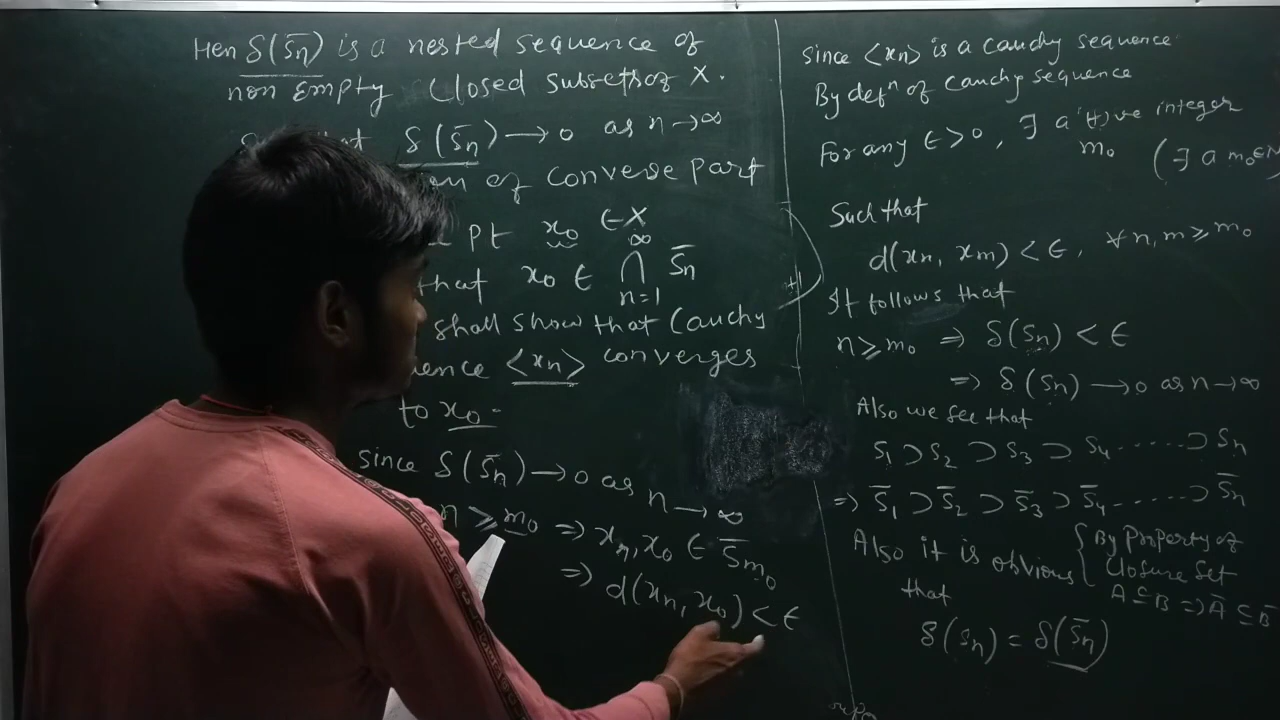 Hen δ(S̄n) is a nested sequence of
non Empty Closed subsets of X.
δ(S̄n) → 0 as n → ∞
of converse part
pt x0 ∈ X
that x0 ∈ ∞ ∩ n=1 S̄n
shall show that Cauchy
<xn> converges
to x0.
since δ(S̄n) → 0 as n → ∞
n ≥ m0 ⇒ xn, x0 ∈ S̄m0
⇒ d(xn, x0) < ϵ
since <xn> is a Cauchy sequence
By defⁿ of Cauchy sequence
For any ϵ > 0, ∃ a (+)ve integer
m0 (∃ a m0 ∈ N
Such that
d(xn, xm) < ϵ, ∀ n, m ≥ m0
It follows that
n ≥ m0 ⇒ δ(Sn) < ϵ
⇒ δ(Sn) → 0 as n → ∞
Also we see that
S1 ⊃ S2 ⊃ S3 ⊃ S4 ...... ⊃ Sn
⇒ S̄1 ⊃ S̄2 ⊃ S̄3 ⊃ S̄4 ...... ⊃ S̄n
Also it is obvious { By Property of
Closure Set
that A ⊆ B ⇒ Ā ⊆ B̄
δ(Sn) = δ(S̄n)